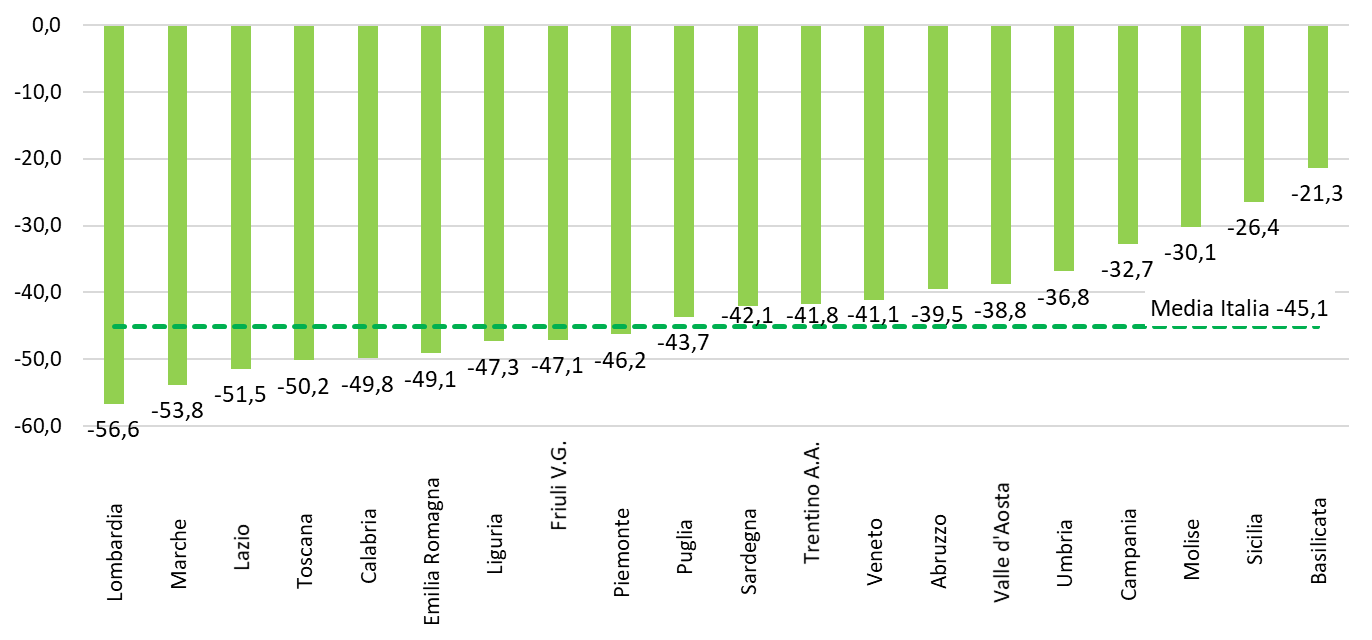 0,0
-10,0
-20,0
-30,0
-40,0
-50,0
-60,0
-56,6
-53,8
-51,5
-50,2
-49,8
-49,1
-47,3
-47,1
-46,2
-43,7
-42,1
-41,8
-41,1
-39,5
-38,8
-36,8
-32,7
-30,1
-26,4
-21,3
Media Italia -45,1
Lombardia
Marche
Lazio
Toscana
Calabria
Emilia Romagna
Liguria
Friuli V.G.
Piemonte
Puglia
Sardegna
Trentino A.A.
Veneto
Abruzzo
Valle d'Aosta
Umbria
Campania
Molise
Sicilia
Basilicata